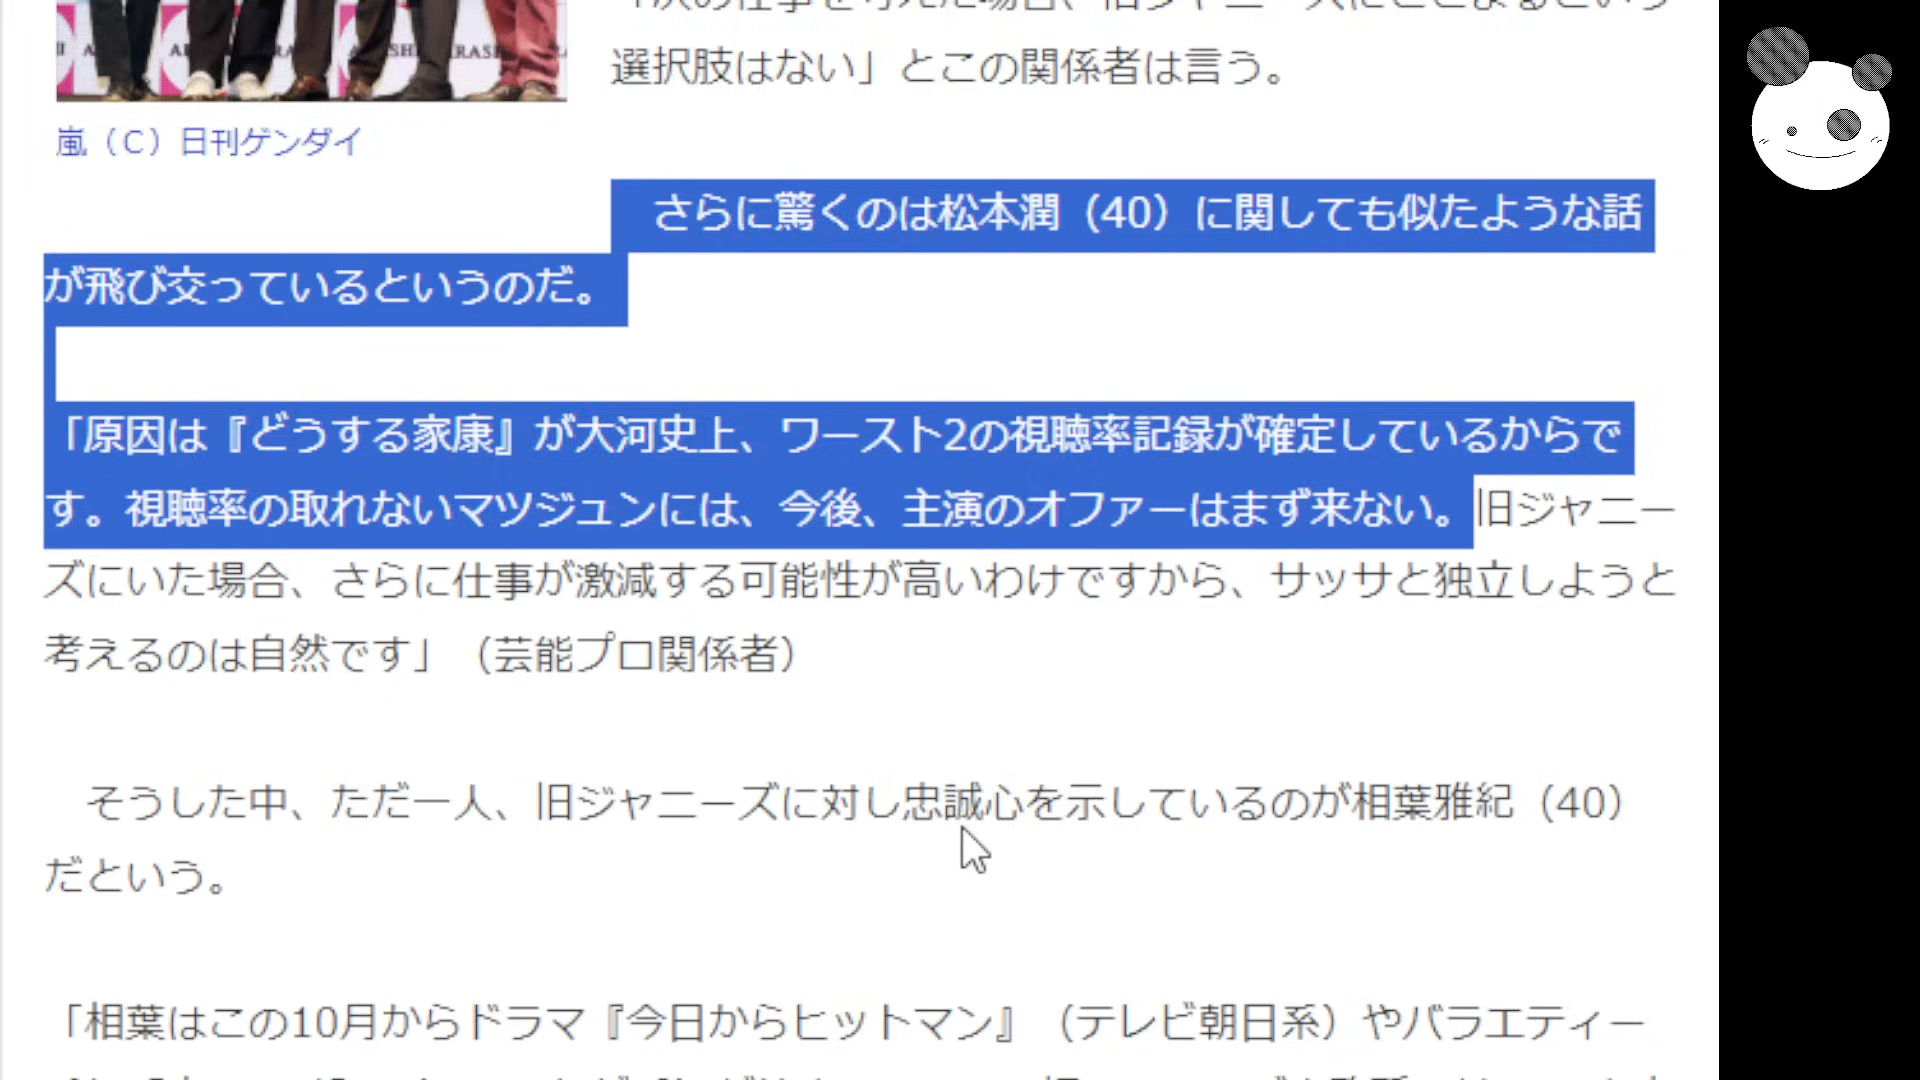 選択肢はない」とこの関係者は言う。
嵐（C）日刊ゲンダイ
さらに驚くのは松本潤（40）に関しても似たような話
が飛び交っているというのだ。
「原因は『どうする家康』が大河史上、ワースト2の視聴率記録が確定しているからで
す。視聴率の取れないマツジュンには、今後、主演のオファーはまず来ない。旧ジャニー
ズにいた場合、さらに仕事が激減する可能性が高いわけですから、サッサと独立しようと
考えるのは自然です」（芸能プロ関係者）
そうした中、ただ一人、旧ジャニーズに対し忠誠心を示しているのが相葉雅紀（40）
だという。
「相葉はこの10月からドラマ『今日からヒットマン』（テレビ朝日系）やバラエティー